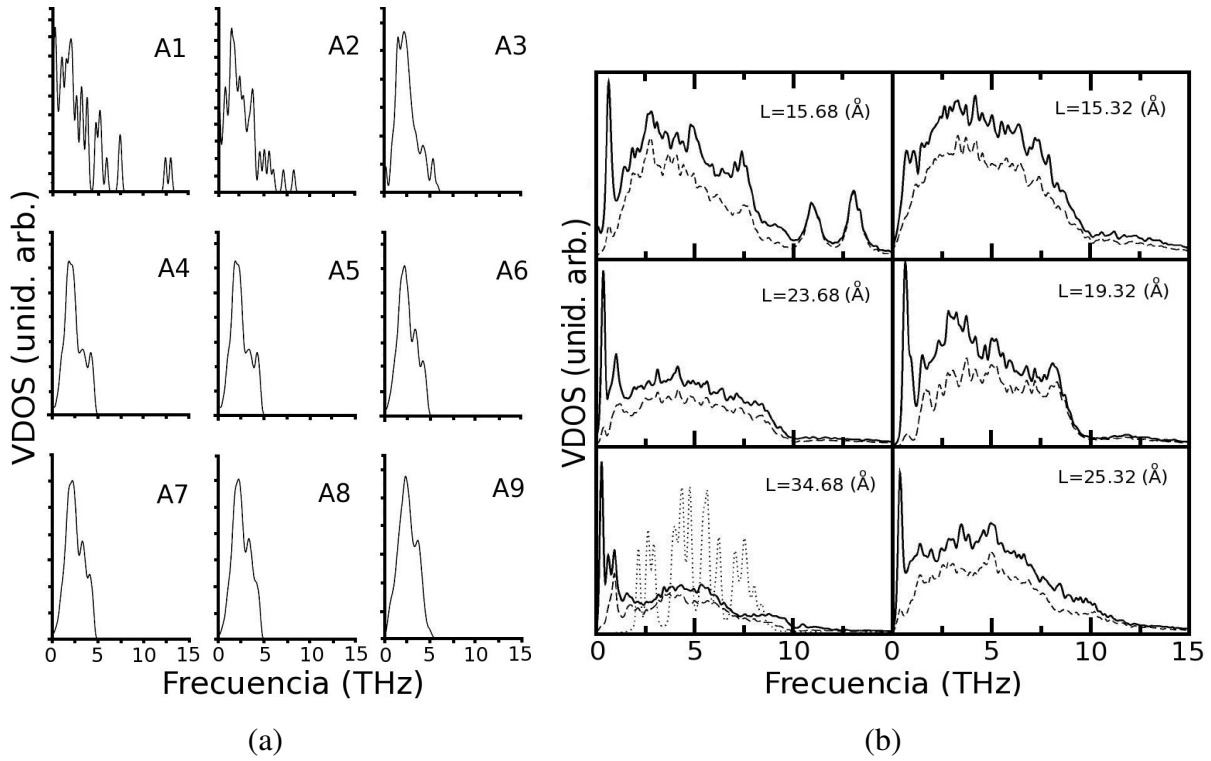 A1
A2
A3
A4
A5
A6
A7
A8
A9
VDOS (unid. arb.)
0 5 10 15 0 5 10 15 0 5 10 15
Frecuencia (THz)
(a)
L=15.68 (Å)
L=15.32 (Å)
L=23.68 (Å)
L=19.32 (Å)
L=34.68 (Å)
L=25.32 (Å)
VDOS (unid. arb.)
0 5 10 0 5 10 15
Frecuencia (THz)
(b)